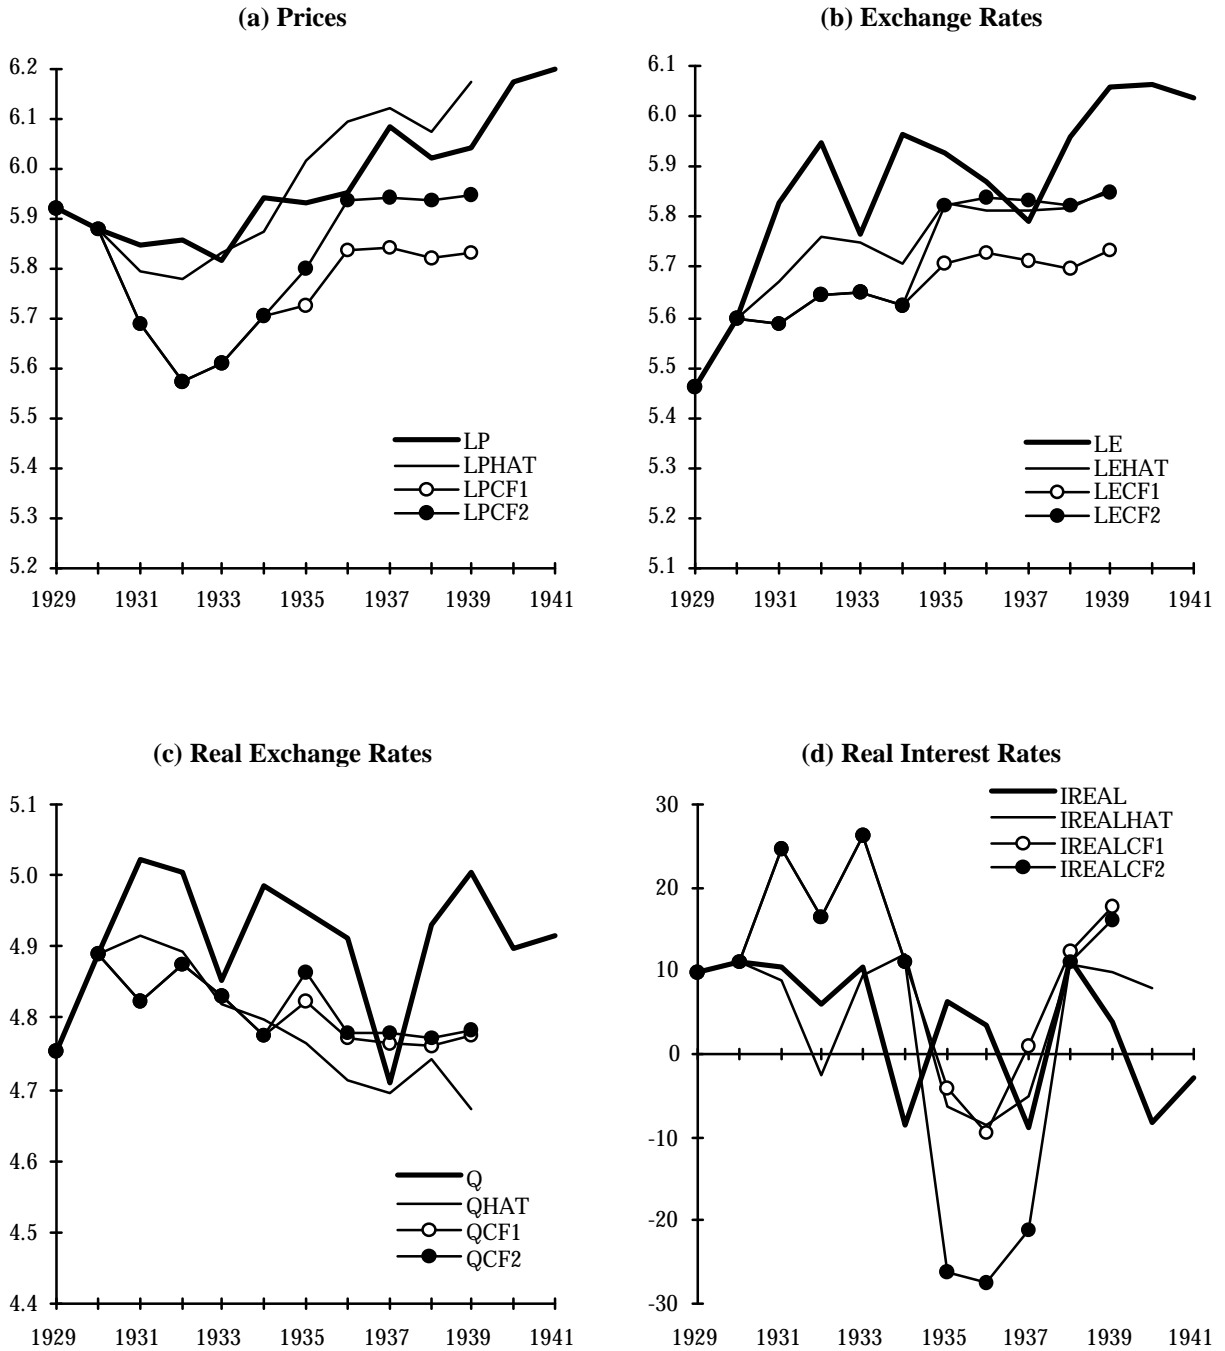 (a) Prices
6.2
6.1
6.0
5.9
5.8
5.7
5.6
5.5
5.4
5.3
5.2
LP
LPHAT
LPCF1
LPCF2
1929 1931 1933 1935 1937 1939 1941
(b) Exchange Rates
6.1
6.0
5.9
5.8
5.7
5.6
5.5
5.4
5.3
5.2
5.1
LE
LEHAT
LECF1
LECF2
1929 1931 1933 1935 1937 1939 1941
(c) Real Exchange Rates
5.1
5.0
4.9
4.8
4.7
4.6
4.5
4.4
Q
QHAT
QCF1
QCF2
1929 1931 1933 1935 1937 1939 1941
(d) Real Interest Rates
30
20
10
0
-10
-20
-30
IREAL
IREALHAT
IREALCF1
IREALCF2
1929 1931 1933 1935 1937 1939 1941